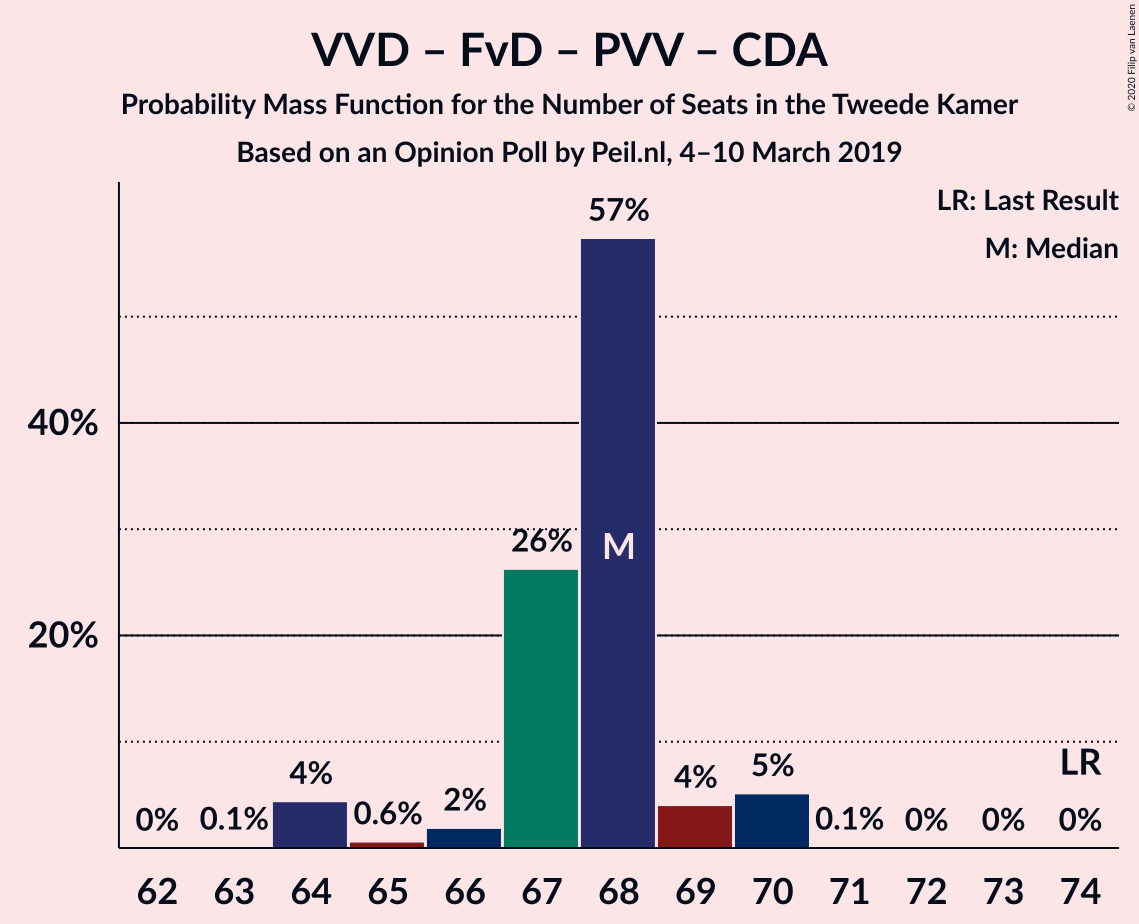 VVD – FvD – PVV – CDA
Probability Mass Function for the Number of Seats in the Tweede Kamer
Based on an Opinion Poll by Peil.nl, 4–10 March 2019
© 2020 Filip van Laenen
LR: Last Result
M: Median
40%
20%
0%
0.1%
4%
0.6%
2%
26%
57%
M
4%
5%
0.1%
0%
0%
LR
0%
62 63 64 65 66 67 68 69 70 71 72 73 74